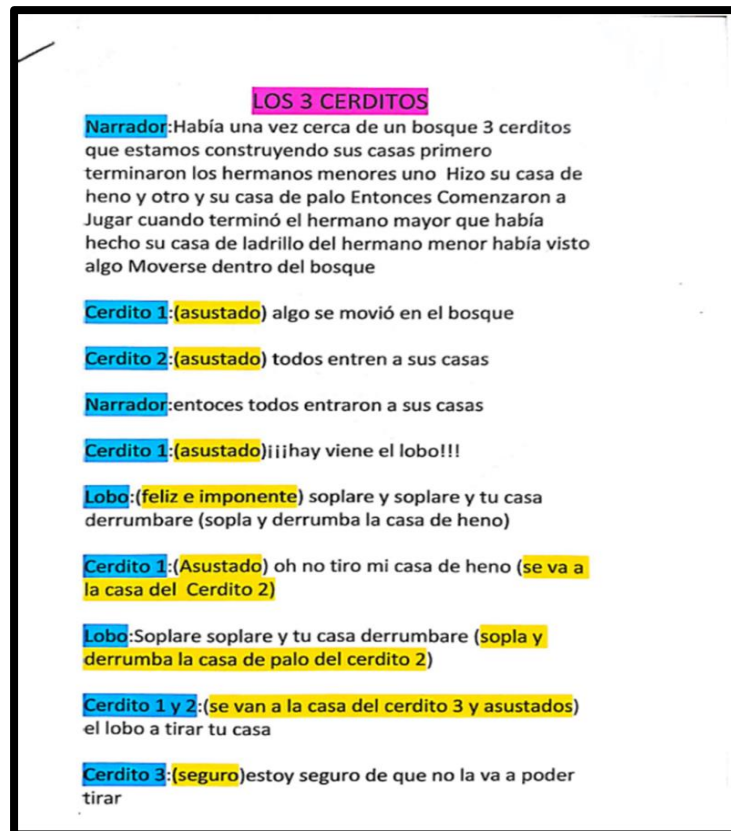 LOS 3 CERDITOS
Narrador:Había una vez cerca de un bosque 3 cerditos
que estamos construyendo sus casas primero
terminaron los hermanos menores uno  Hizo su casa de
heno y otro y su casa de palo Entonces Comenzaron a
Jugar cuando terminó el hermano mayor que había
hecho su casa de ladrillo del hermano menor había visto
algo Moverse dentro del bosque
Cerdito 1:(asustado) algo se movió en el bosque
Cerdito 2:(asustado) todos entren a sus casas
Narrador:entoces todos entraron a sus casas
Cerdito 1:(asustado)¡¡¡hay viene el lobo!!!
Lobo:(feliz e imponente) soplare y soplare y tu casa
derrumbare (sopla y derrumba la casa de heno)
Cerdito 1:(Asustado) oh no tiro mi casa de heno (se va a
la casa del  Cerdito 2)
Lobo:Soplare soplare y tu casa derrumbare (sopla y
derrumba la casa de palo del cerdito 2)
Cerdito 1 y 2:(se van a la casa del cerdito 3 y asustados)
el lobo a tirar tu casa
Cerdito 3:(seguro)estoy seguro de que no la va a poder
tirar